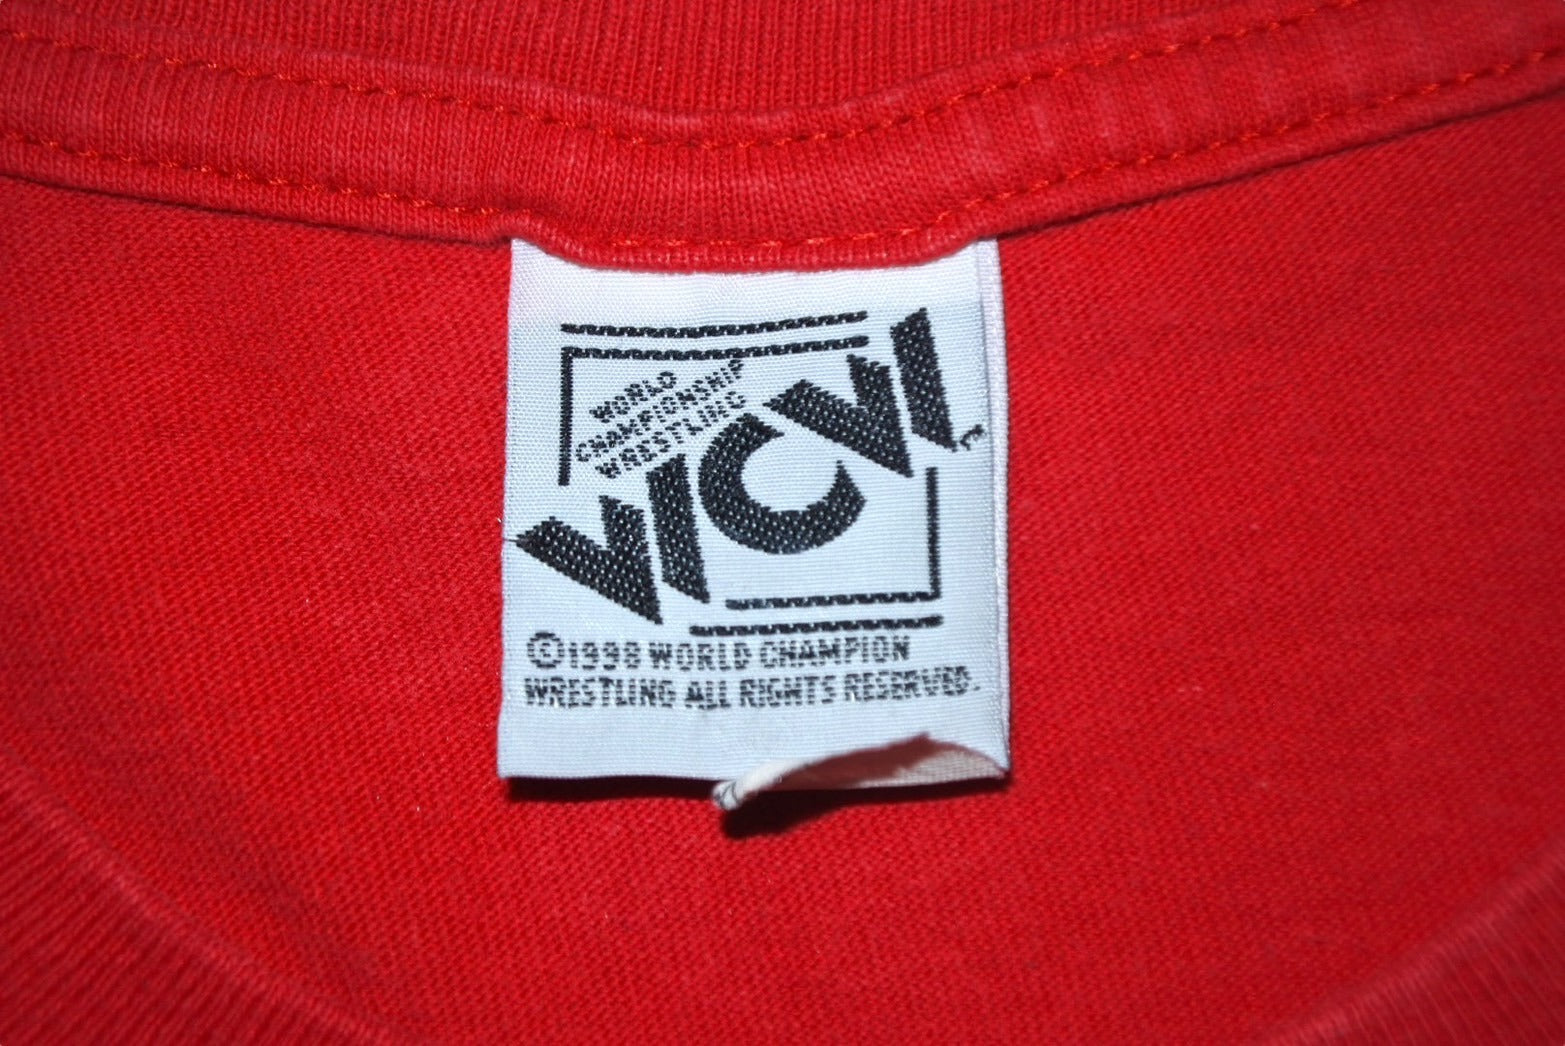 WORLD
CHAMPIONSHIP
WRESTLING
WCW
©1998 WORLD CHAMPION
WRESTLING ALL RIGHTS RESERVED.